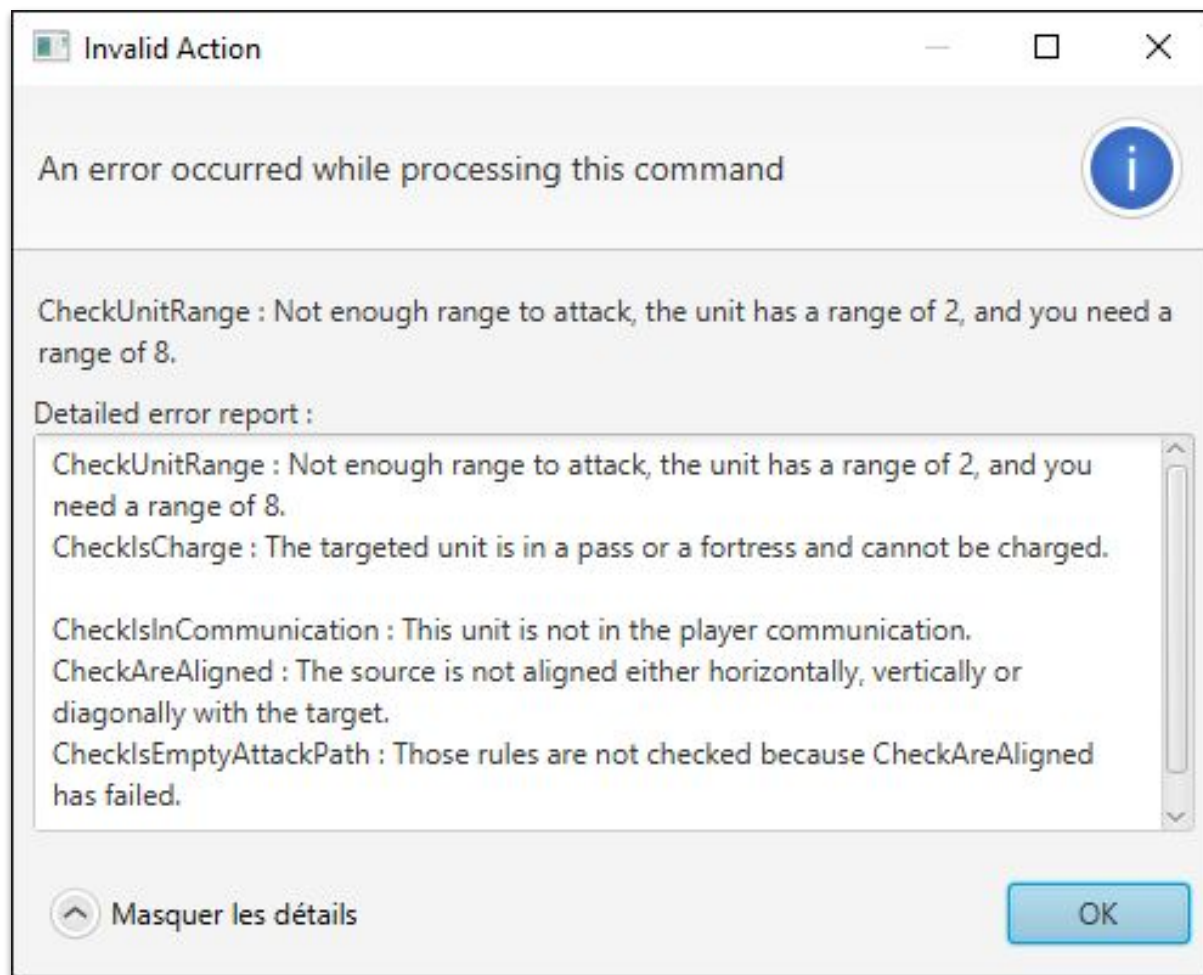 Invalid Action
An error occurred while processing this command
CheckUnitRange : Not enough range to attack, the unit has a range of 2, and you need a
range of 8.
Detailed error report :
CheckUnitRange : Not enough range to attack, the unit has a range of 2, and you
need a range of 8.
CheckIsCharge : The targeted unit is in a pass or a fortress and cannot be charged.
CheckIsInCommunication : This unit is not in the player communication.
CheckAreAligned : The source is not aligned either horizontally, vertically or
diagonally with the target.
CheckIsEmptyAttackPath : Those rules are not checked because CheckAreAligned
has failed.
Masquer les détails
OK